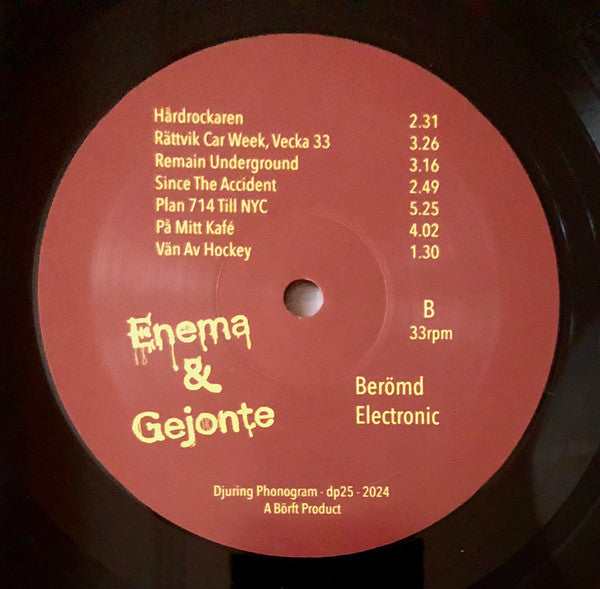 Hårdrockaren 2.31
Rättvik Car Week, Vecka 33 3.26
Remain Underground 3.16
Since The Accident 2.49
Plan 714 Till NYC 5.25
På Mitt Kafé 4.02
Vän Av Hockey 1.30
B
33rpm
Enema
&
Gejonte
Berömd
Electronic
Djuring Phonogram - dp25 - 2024
A Börft Product